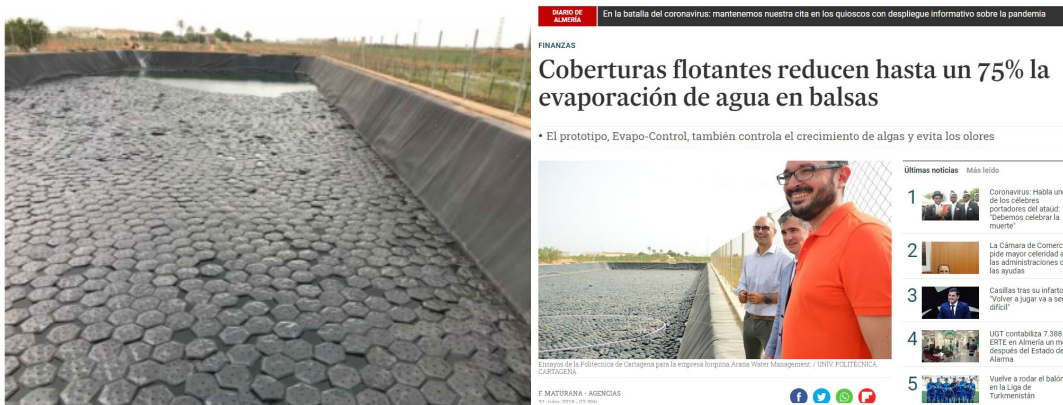 DIARIO DE
ALMERÍA
En la batalla del coronavirus: mantenemos nuestra cita en los quioscos con despliegue informativo sobre la pandemia
FINANZAS
Coberturas flotantes reducen hasta un 75% la
evaporación de agua en balsas
• El prototipo, Evapo-Control, también controla el crecimiento de algas y evita los olores
Ensayos de la Politécnica de Cartagena para la empresa lorquina Arana Water Management. / UNIV. POLITÉCNICA
CARTAGENA
F. MATURANA - AGENCIAS
31 Julio, 2018 - 02:36h
Últimas noticias Más leído
1
Coronavirus: Habla uno
de los célebres
portadores del ataúd:
"Debemos celebrar la
muerte"
2
La Cámara de Comercio
pide mayor celeridad a
las administraciones
las ayudas
3
Casillas tras su infarto:
"Volver a jugar va a ser
difícil"
4
UGT contabiliza 7.388
ERTE en Almería un mes
después del Estado de
Alarma
5
Vuelve a rodar el balón
en la Liga de
Turkmenistán